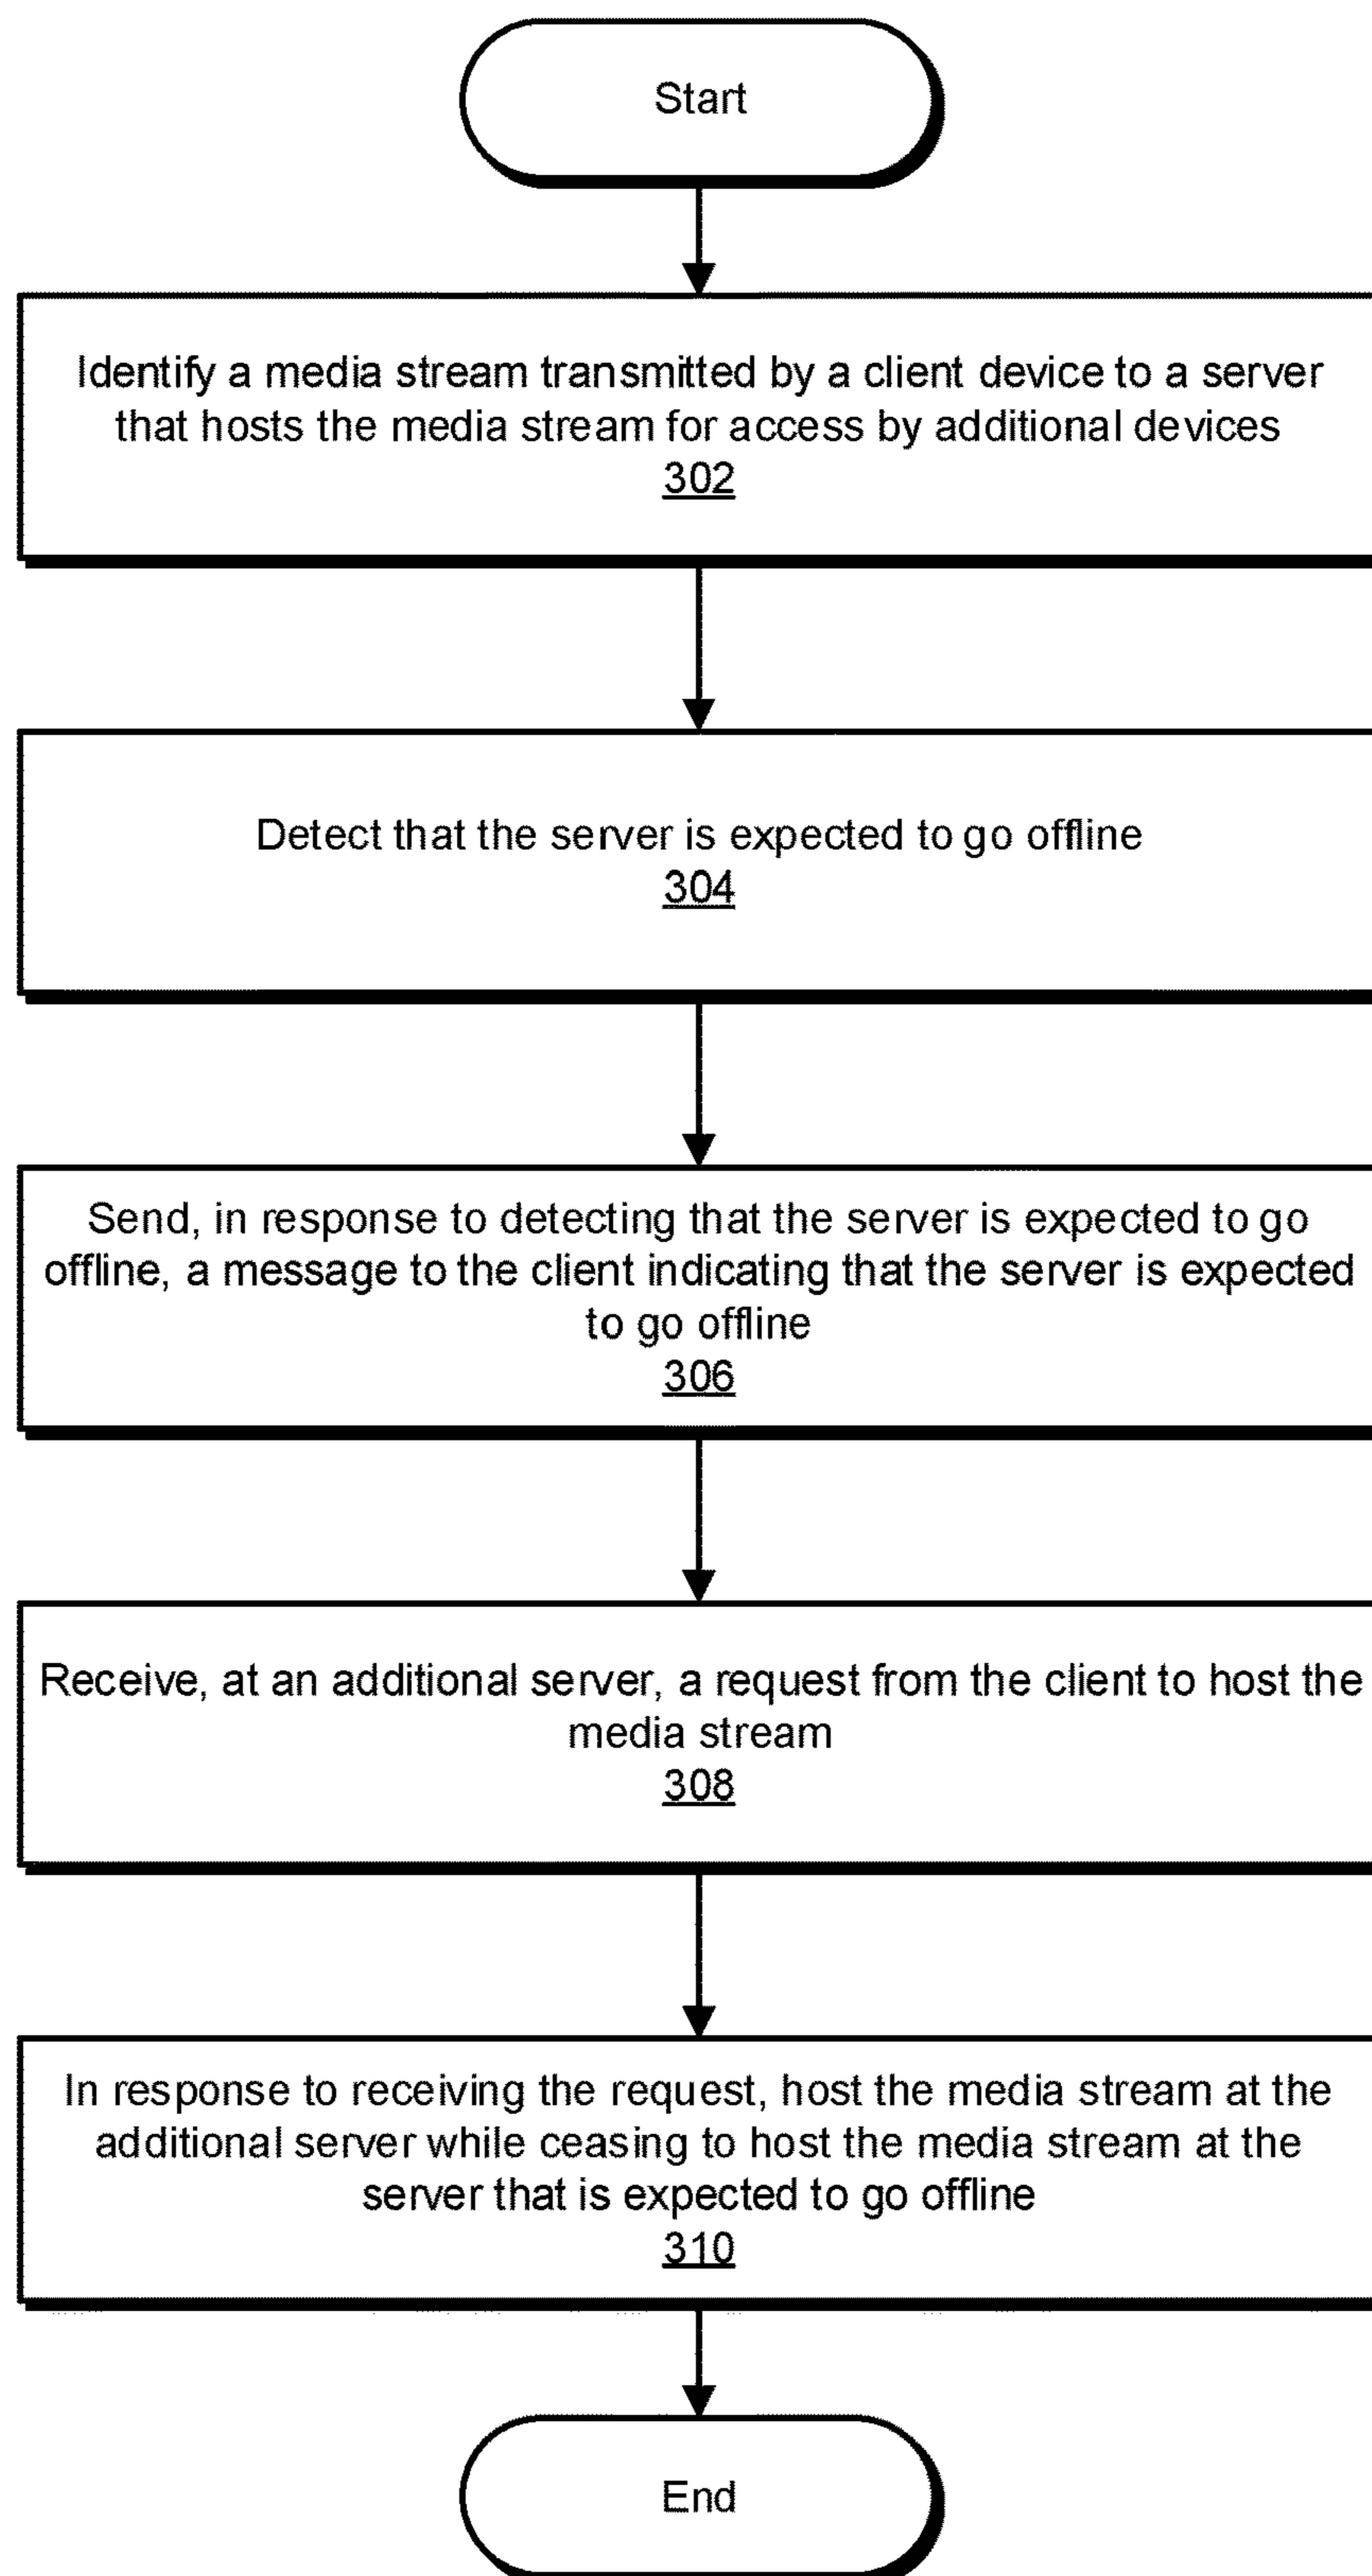 Start
Identify a media stream transmitted by a client device to a server
that hosts the media stream for access by additional devices
302
Detect that the server is expected to go offline
304
Send, in response to detecting that the server is expected to go
offline, a message to the client indicating that the server is expected
to go offline
306
Receive, at an additional server, a request from the client to host the
media stream
308
In response to receiving the request, host the media stream at the
additional server while ceasing to host the media stream at the
server that is expected to go offline
310
End